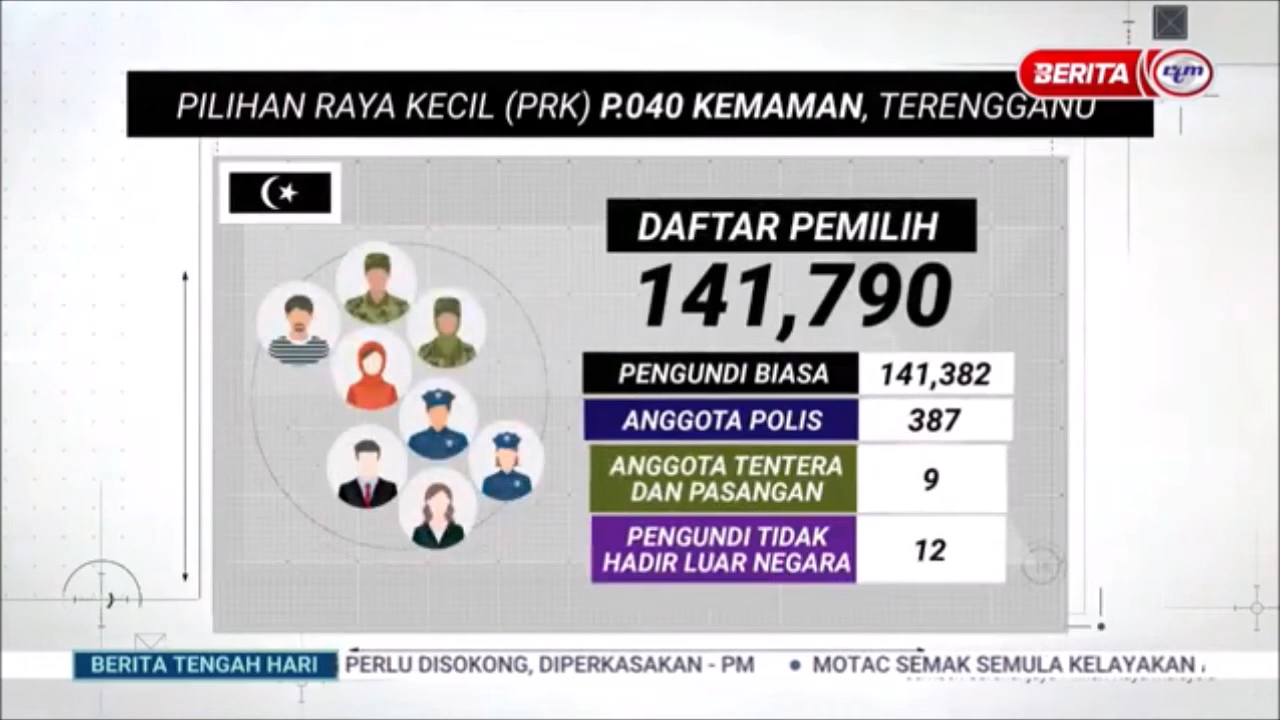 BERITA rtm
PILIHAN RAYA KECIL (PRK) P.040 KEMAMAN, TERENGGANU
DAFTAR PEMILIH
141,790
PENGUNDI BIASA 141,382
ANGGOTA POLIS 387
ANGGOTA TENTERA
DAN PASANGAN
9
PENGUNDI TIDAK
HADIR LUAR NEGARA
12
BERITA TENGAH HARI PERLU DISOKONG, DIPERKASAKAN - PM • MOTAC SEMAK SEMULA KELAYAKAN